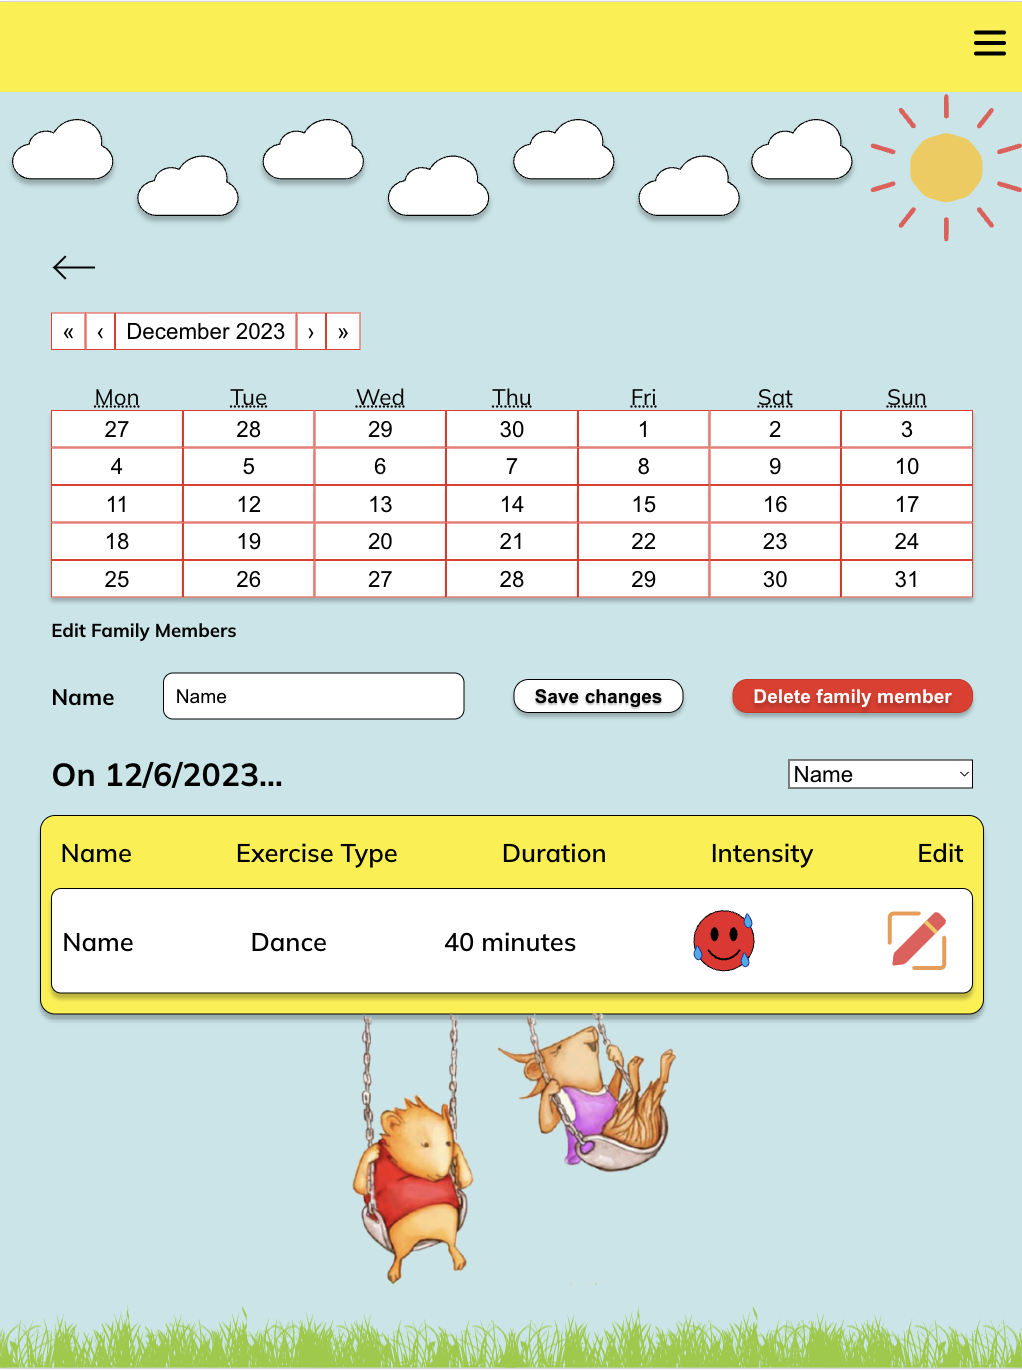 « ‹ December 2023 › »
Mon Tue Wed Thu Fri Sat Sun
27 28 29 30 1 2 3
4 5 6 7 8 9 10
11 12 13 14 15 16 17
18 19 20 21 22 23 24
25 26 27 28 29 30 31
Edit Family Members
Name Name Save changes Delete family member
On 12/6/2023... Name
Name Exercise Type Duration Intensity Edit
Name Dance 40 minutes